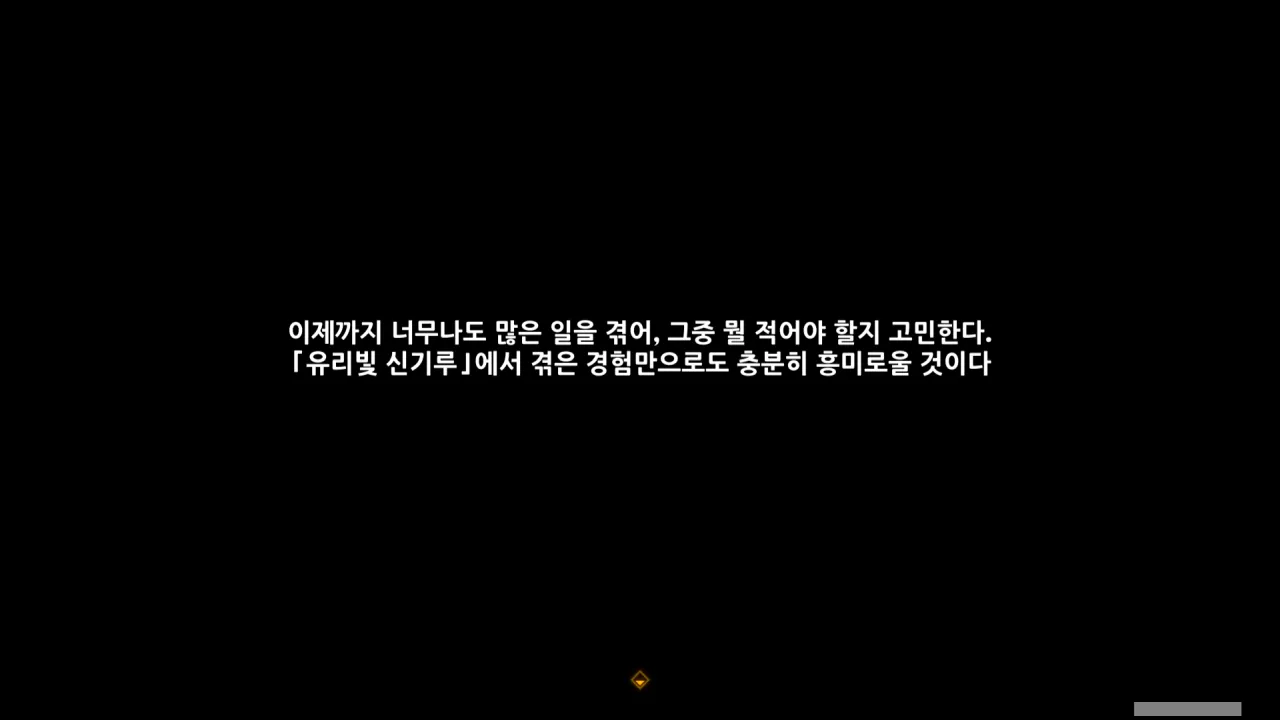 이제까지 너무나도 많은 일을 겪어, 그중 뭘 적어야 할지 고민한다.
「유리빛 신기루」에서 겪은 경험만으로도 충분히 흥미로울 것이다